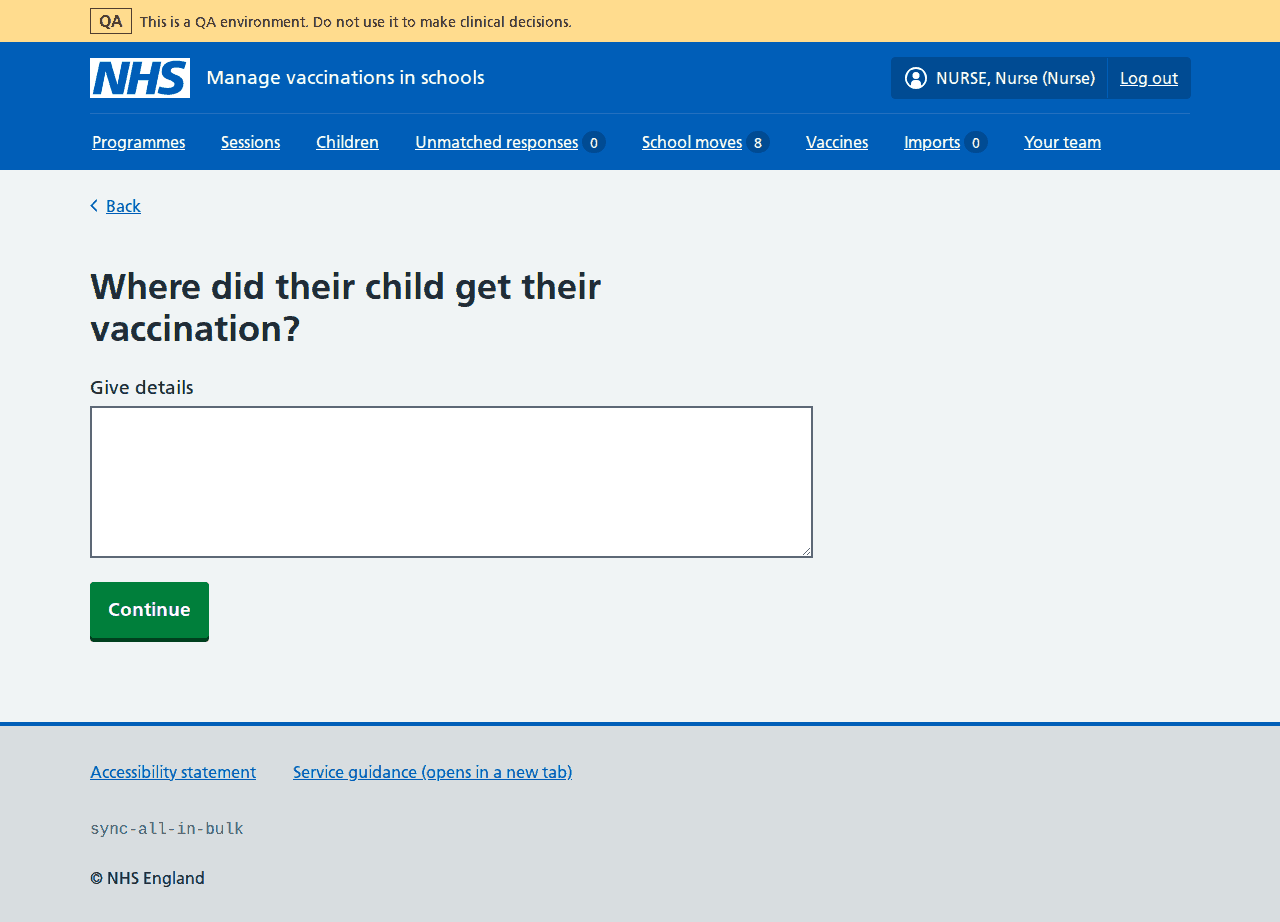 QA This is a QA environment. Do not use it to make clinical decisions.
NHS Manage vaccinations in schools NURSE, Nurse (Nurse) Log out
Programmes Sessions Children Unmatched responses 0 School moves 8 Vaccines Imports 0 Your team
Back
Where did their child get their
vaccination?
Give details
Continue
Accessibility statement Service guidance (opens in a new tab)
sync-all-in-bulk
© NHS England